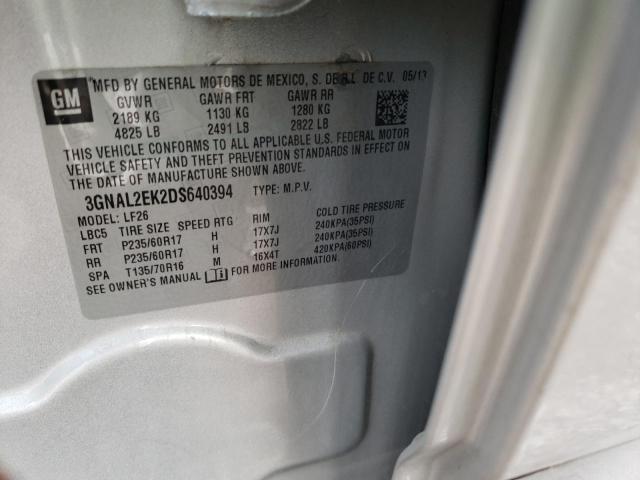 GM
MFD BY GENERAL MOTORS DE MEXICO, S. DE R.L. DE C.V. 05/13
GVWR GAWR FRT GAWR RR
2189 KG 1130 KG 1280 KG
4825 LB 2491 LB 2822 LB
THIS VEHICLE CONFORMS TO ALL APPLICABLE U.S. FEDERAL MOTOR
VEHICLE SAFETY AND THEFT PREVENTION STANDARDS IN EFFECT ON
THE DATE OF MANUFACTURE SHOWN ABOVE.
3GNAL2EK2DS640394 TYPE: M.P.V.
MODEL: LF26
LBC5 TIRE SIZE SPEED RTG RIM COLD TIRE PRESSURE
FRT P235/60R17 H 17X7J 240KPA(35PSI)
RR P235/60R17 H 17X7J 240KPA(35PSI)
SPA T135/70R16 M 16X4T 420KPA(60PSI)
SEE OWNER'S MANUAL FOR MORE INFORMATION